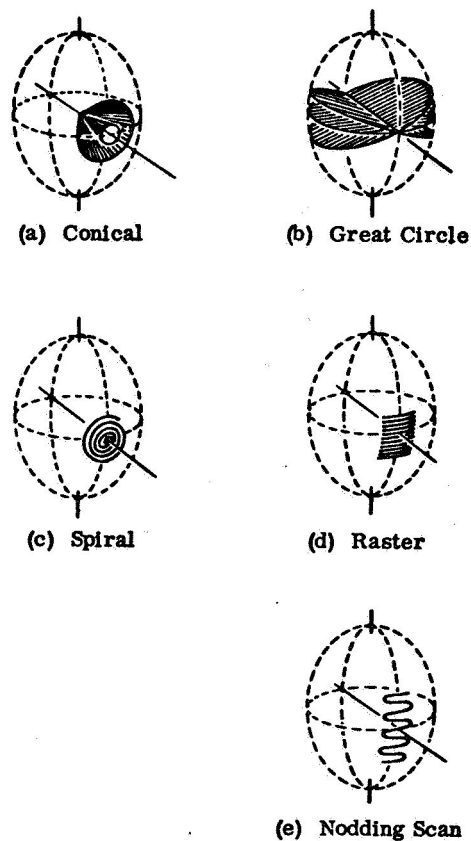 (a) Conical
(b) Great Circle
(c) Spiral
(d) Raster
(e) Nodding Scan